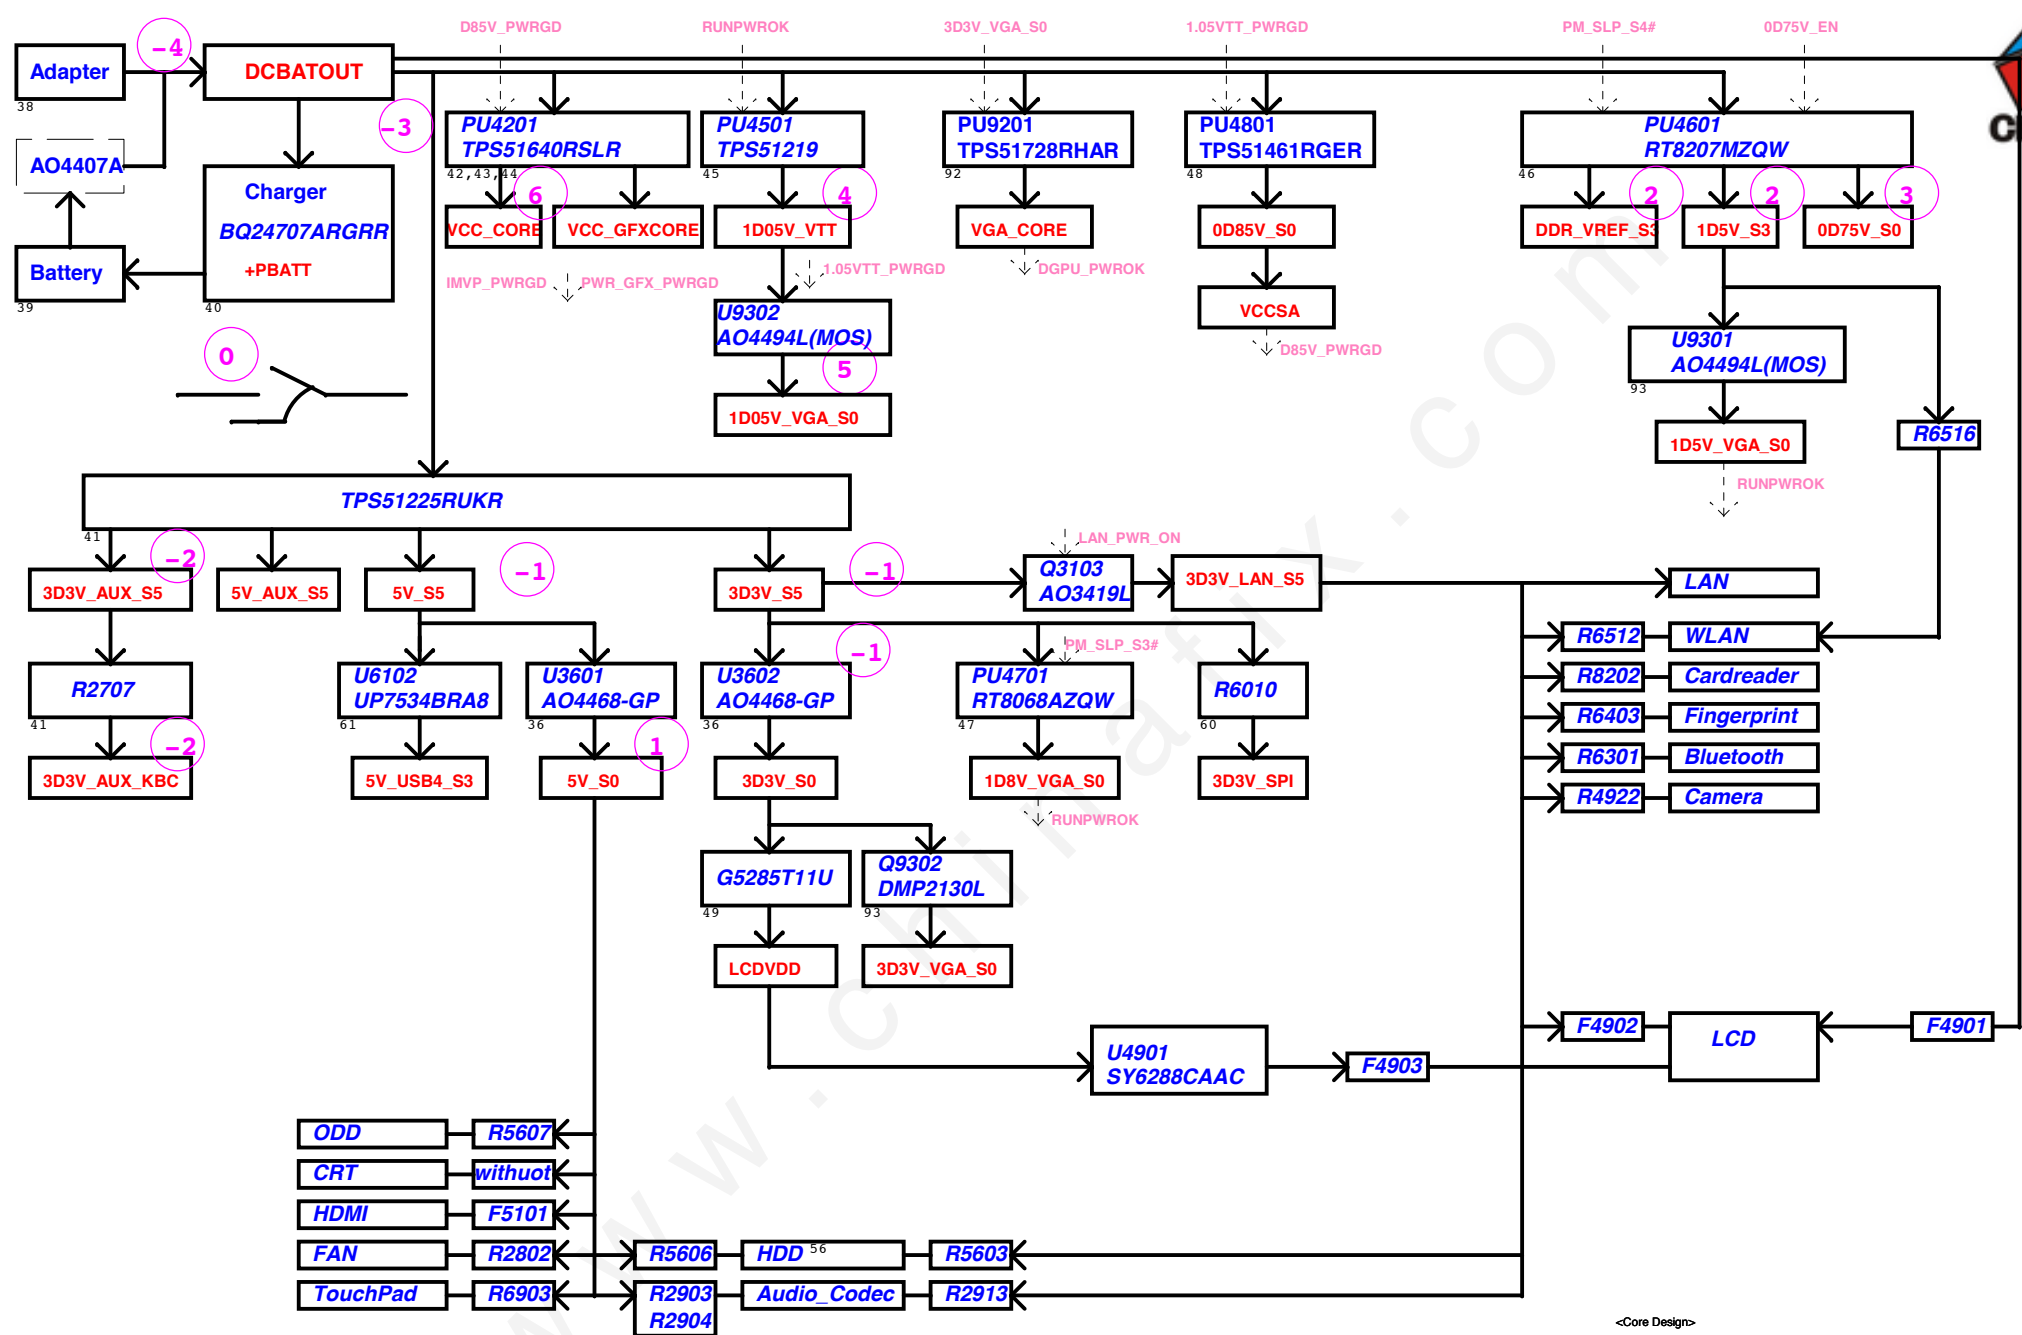 D85V_PWRGD
RUNPWROK
3D3V_VGA_S0
1.05VTT_PWRGD
PM_SLP_S4#
0D75V_EN
Adapter
38
-4
DCBATOUT
-3
AO4407A
Battery
39
Charger
BQ24707ARGRR
+PBATT
40
0
PU4201
TPS51640RSLR
42,43,44
6
VCC_CORE
VCC_GFXCORE
IMVP_PWRGD
PWR_GFX_PWRGD
PU4501
TPS51219
45
4
1D05V_VTT
1.05VTT_PWRGD
U9302
AO4494L(MOS)
5
1D05V_VGA_S0
PU9201
TPS51728RHAR
92
VGA_CORE
DGPU_PWROK
PU4801
TPS51461RGER
48
0D85V_S0
VCCSA
D85V_PWRGD
PU4601
RT8207MZQW
46
2
2
3
DDR_VREF_S3
1D5V_S3
0D75V_S0
U9301
AO4494L(MOS)
93
1D5V_VGA_S0
RUNPWROK
R6516
TPS51225RUKR
41
-2
3D3V_AUX_S5
5V_AUX_S5
5V_S5
-1
3D3V_S5
-1
LAN_PWR_ON
Q3103
AO3419L
3D3V_LAN_S5
LAN
R6512
WLAN
R8202
Cardreader
R6403
Fingerprint
R6301
Bluetooth
R4922
Camera
R2707
41
-2
3D3V_AUX_KBC
U6102
UP7534BRA8
61
5V_USB4_S3
U3601
AO4468-GP
36
1
5V_S0
U3602
AO4468-GP
36
-1
3D3V_S0
PM_SLP_S3#
PU4701
RT8068AZQW
47
1D8V_VGA_S0
RUNPWROK
R6010
60
3D3V_SPI
G5285T11U
49
LCDVDD
Q9302
DMP2130L
93
3D3V_VGA_S0
U4901
SY6288CAAC
F4903
F4902
LCD
F4901
ODD
R5607
CRT
withuot
HDMI
F5101
FAN
R2802
R5606
HDD 56
R5603
TouchPad
R6903
R2903
R2904
Audio_Codec
R2913
<Core Design>
www.chinafix.com